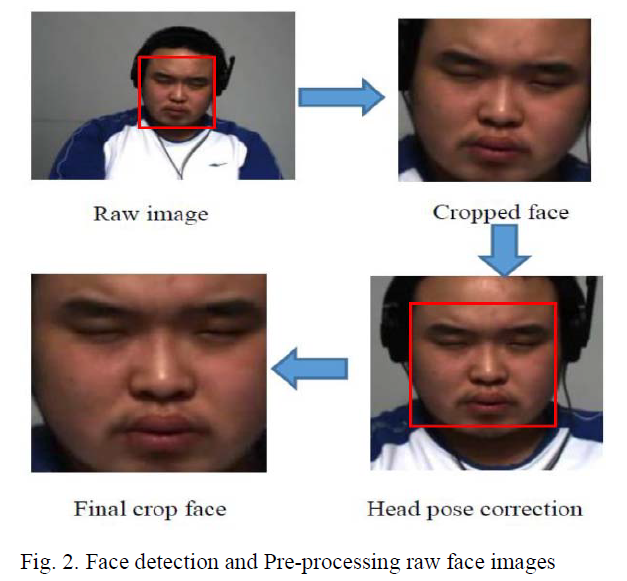 Raw image
Cropped face
Final crop face
Head pose correction
Fig. 2. Face detection and Pre-processing raw face images